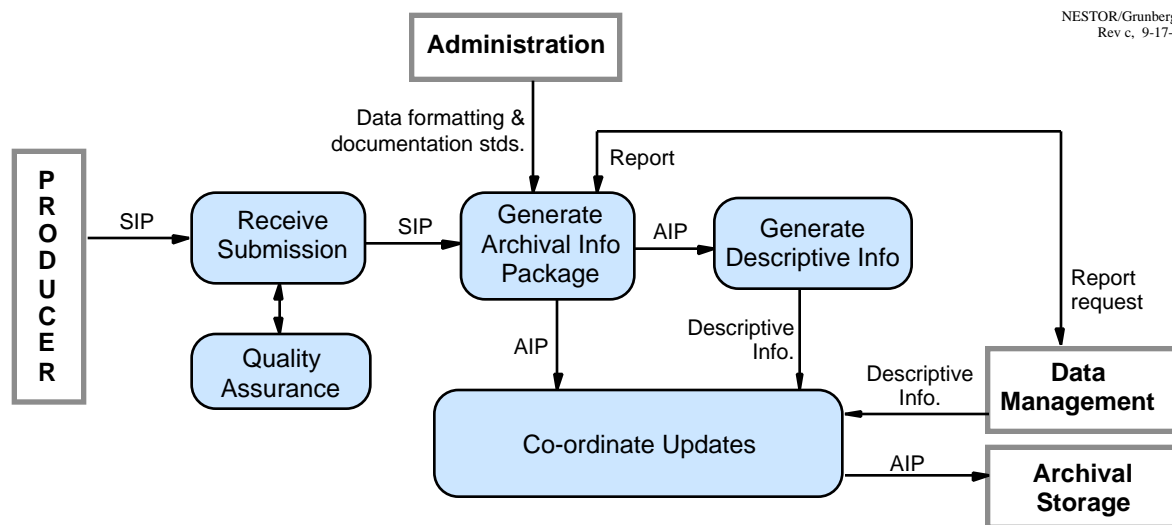 NESTOR/Grunberg
Rev c, 9-17-
Administration
Data formatting &
documentation stds.
Report
P
R
O
D
U
C
E
R
SIP
Receive
Submission
SIP
Generate
Archival Info
Package
AIP
Generate
Descriptive Info
Report
request
Quality
Assurance
AIP
Descriptive
Info.
Descriptive
Info.
Data
Management
Co-ordinate Updates
AIP
Archival
Storage